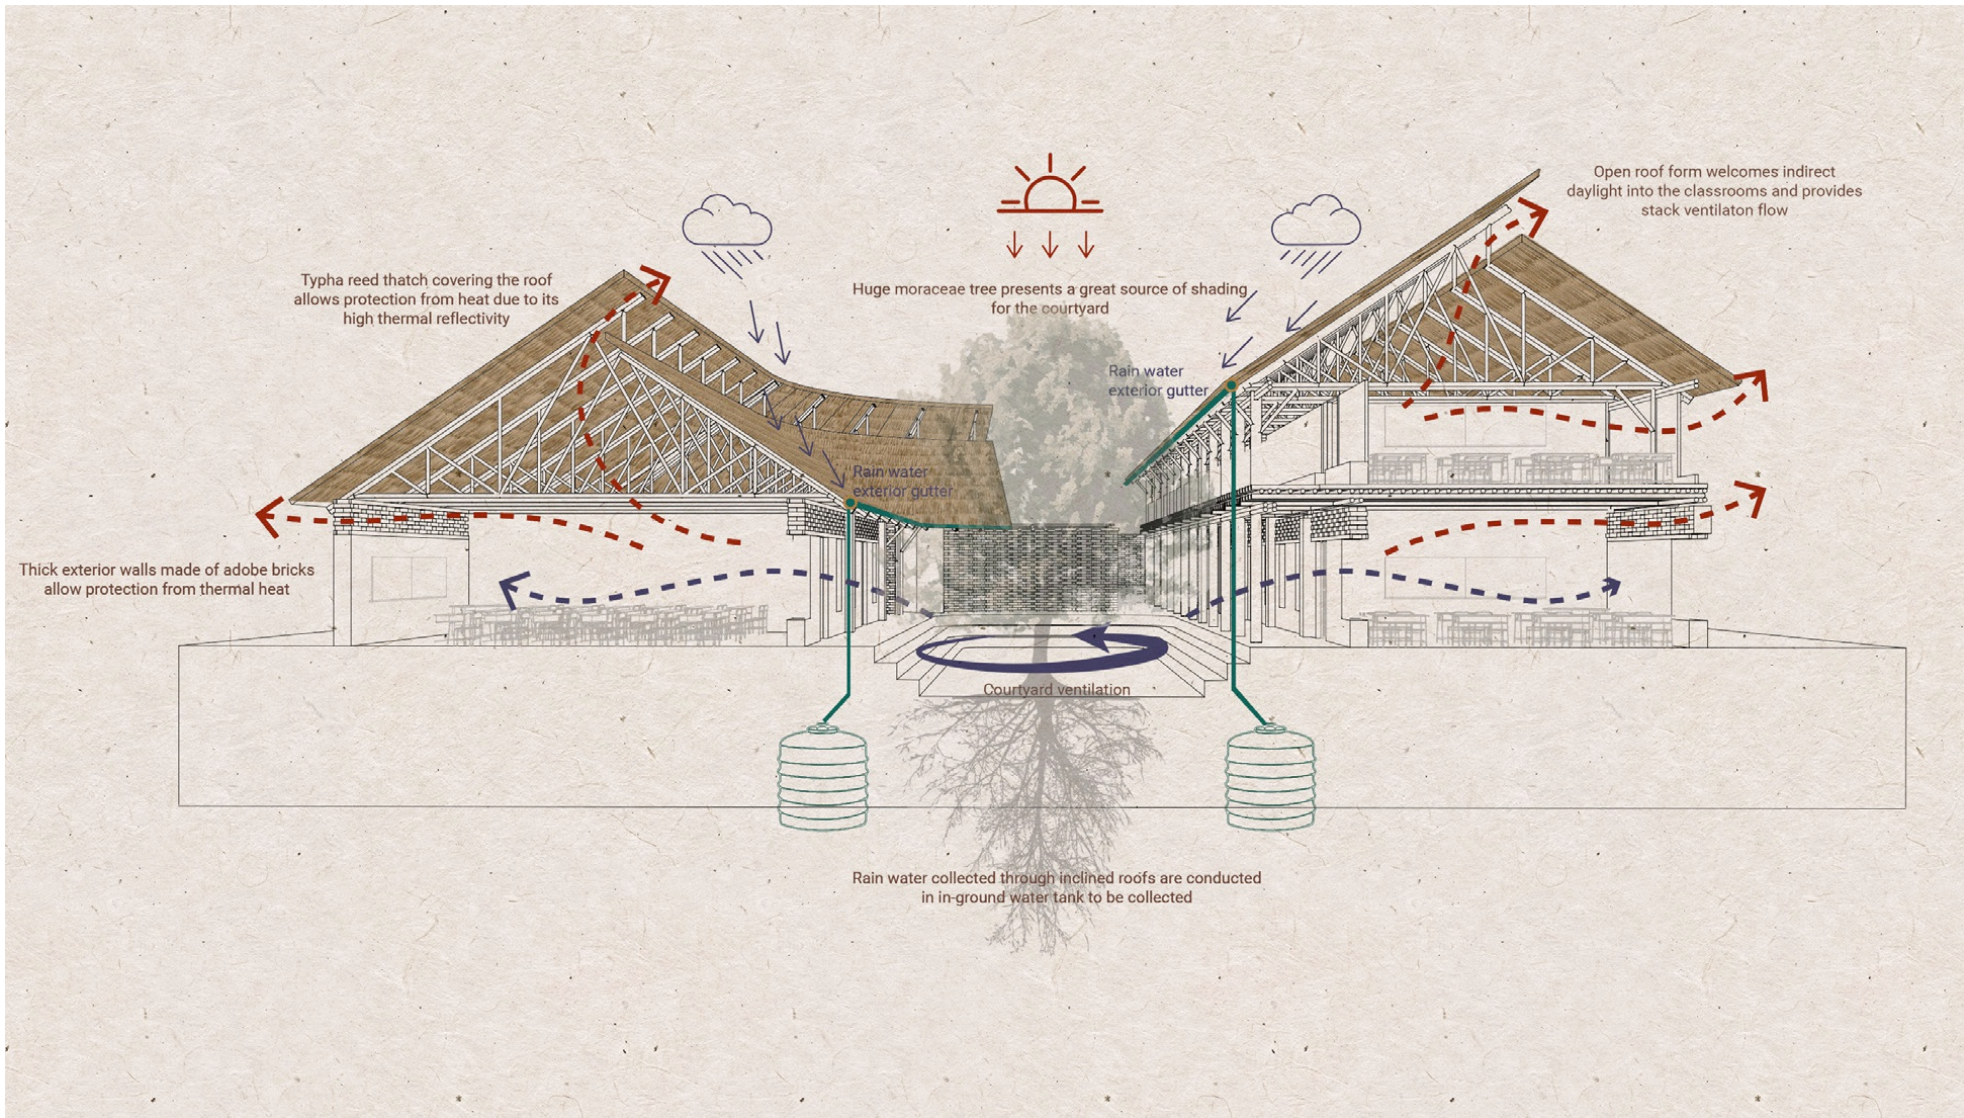 Open roof form welcomes indirect
daylight into the classrooms and provides
stack ventilaton flow
Typha reed thatch covering the roof
allows protection from heat due to its
high thermal reflectivity
Huge moraceae tree presents a great source of shading
for the courtyard
Rain water
exterior gutter
Rain water
exterior gutter
Thick exterior walls made of adobe bricks
allow protection from thermal heat
Courtyard ventilation
Rain water collected through inclined roofs are conducted
in in-ground water tank to be collected